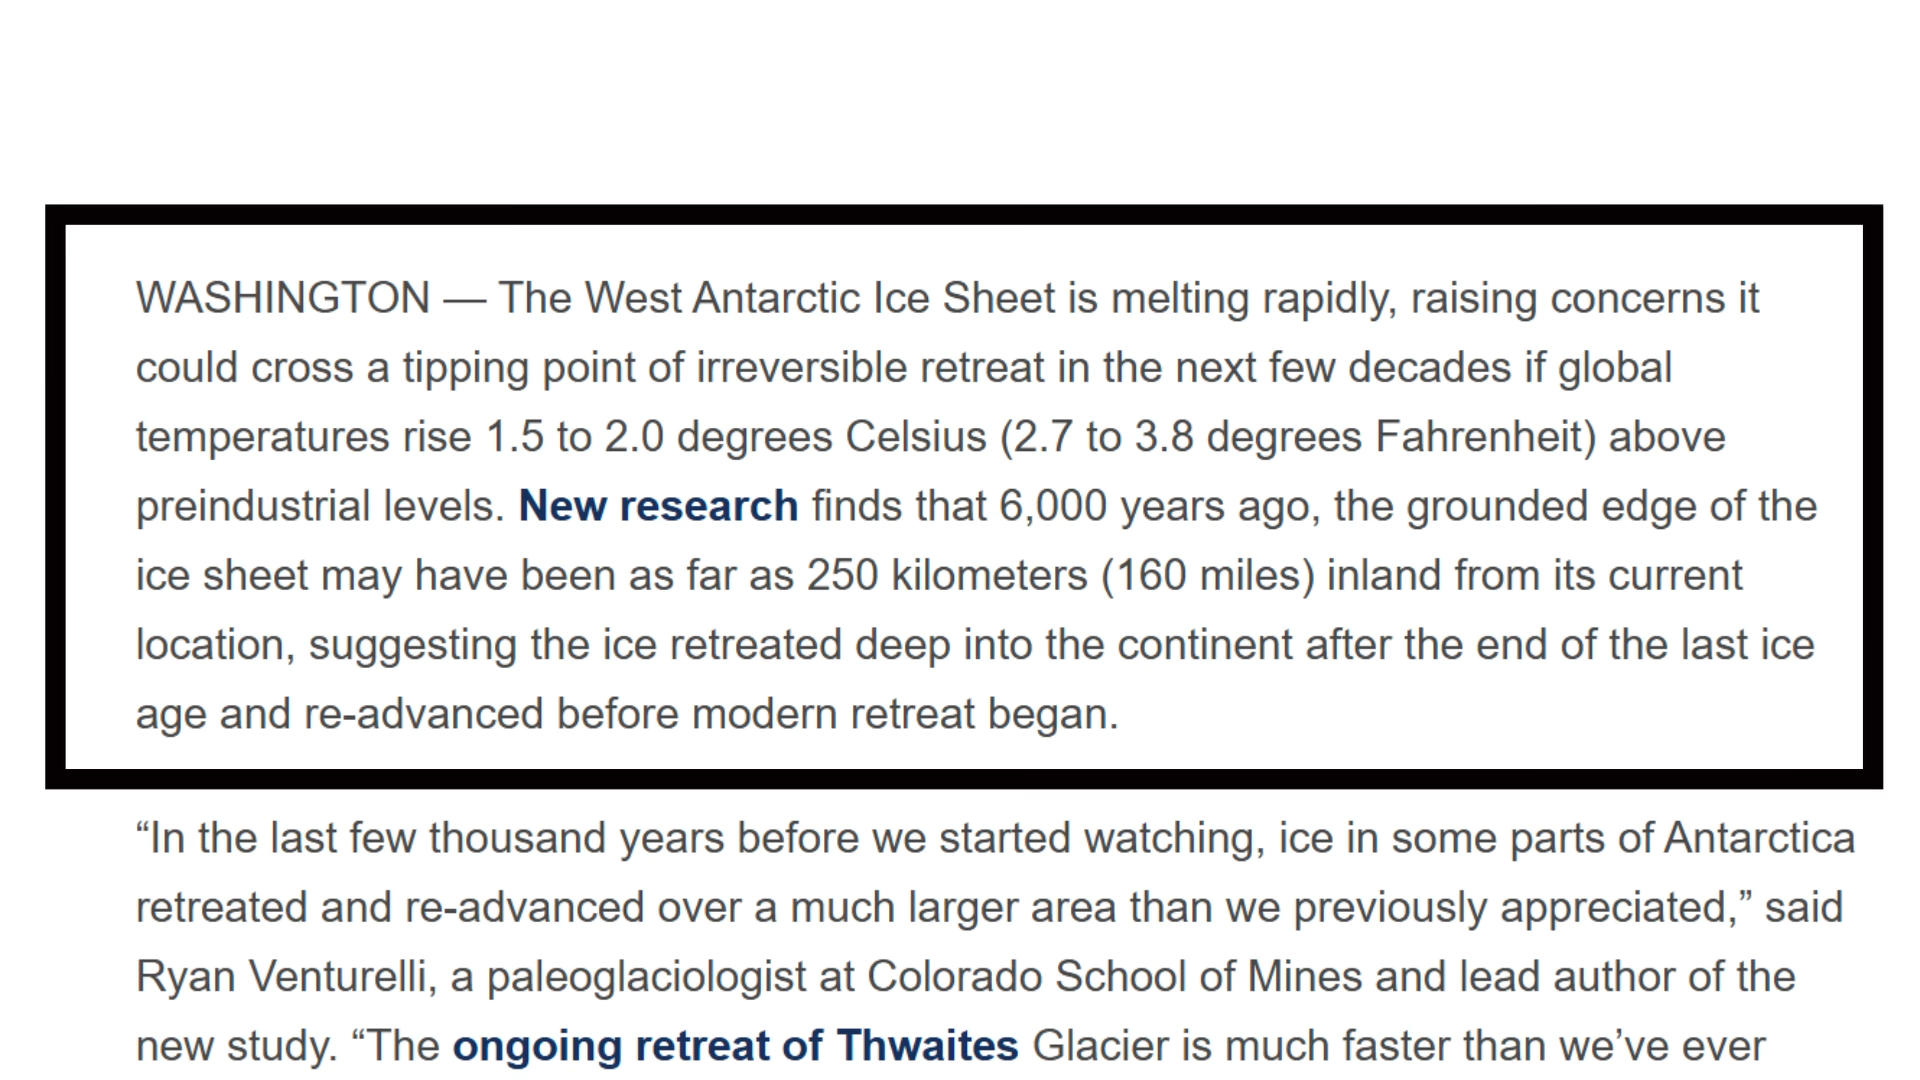 WASHINGTON — The West Antarctic Ice Sheet is melting rapidly, raising concerns it
could cross a tipping point of irreversible retreat in the next few decades if global
temperatures rise 1.5 to 2.0 degrees Celsius (2.7 to 3.8 degrees Fahrenheit) above
preindustrial levels. New research finds that 6,000 years ago, the grounded edge of the
ice sheet may have been as far as 250 kilometers (160 miles) inland from its current
location, suggesting the ice retreated deep into the continent after the end of the last ice
age and re-advanced before modern retreat began.
“In the last few thousand years before we started watching, ice in some parts of Antarctica
retreated and re-advanced over a much larger area than we previously appreciated,” said
Ryan Venturelli, a paleoglaciologist at Colorado School of Mines and lead author of the
new study. “The ongoing retreat of Thwaites Glacier is much faster than we’ve ever